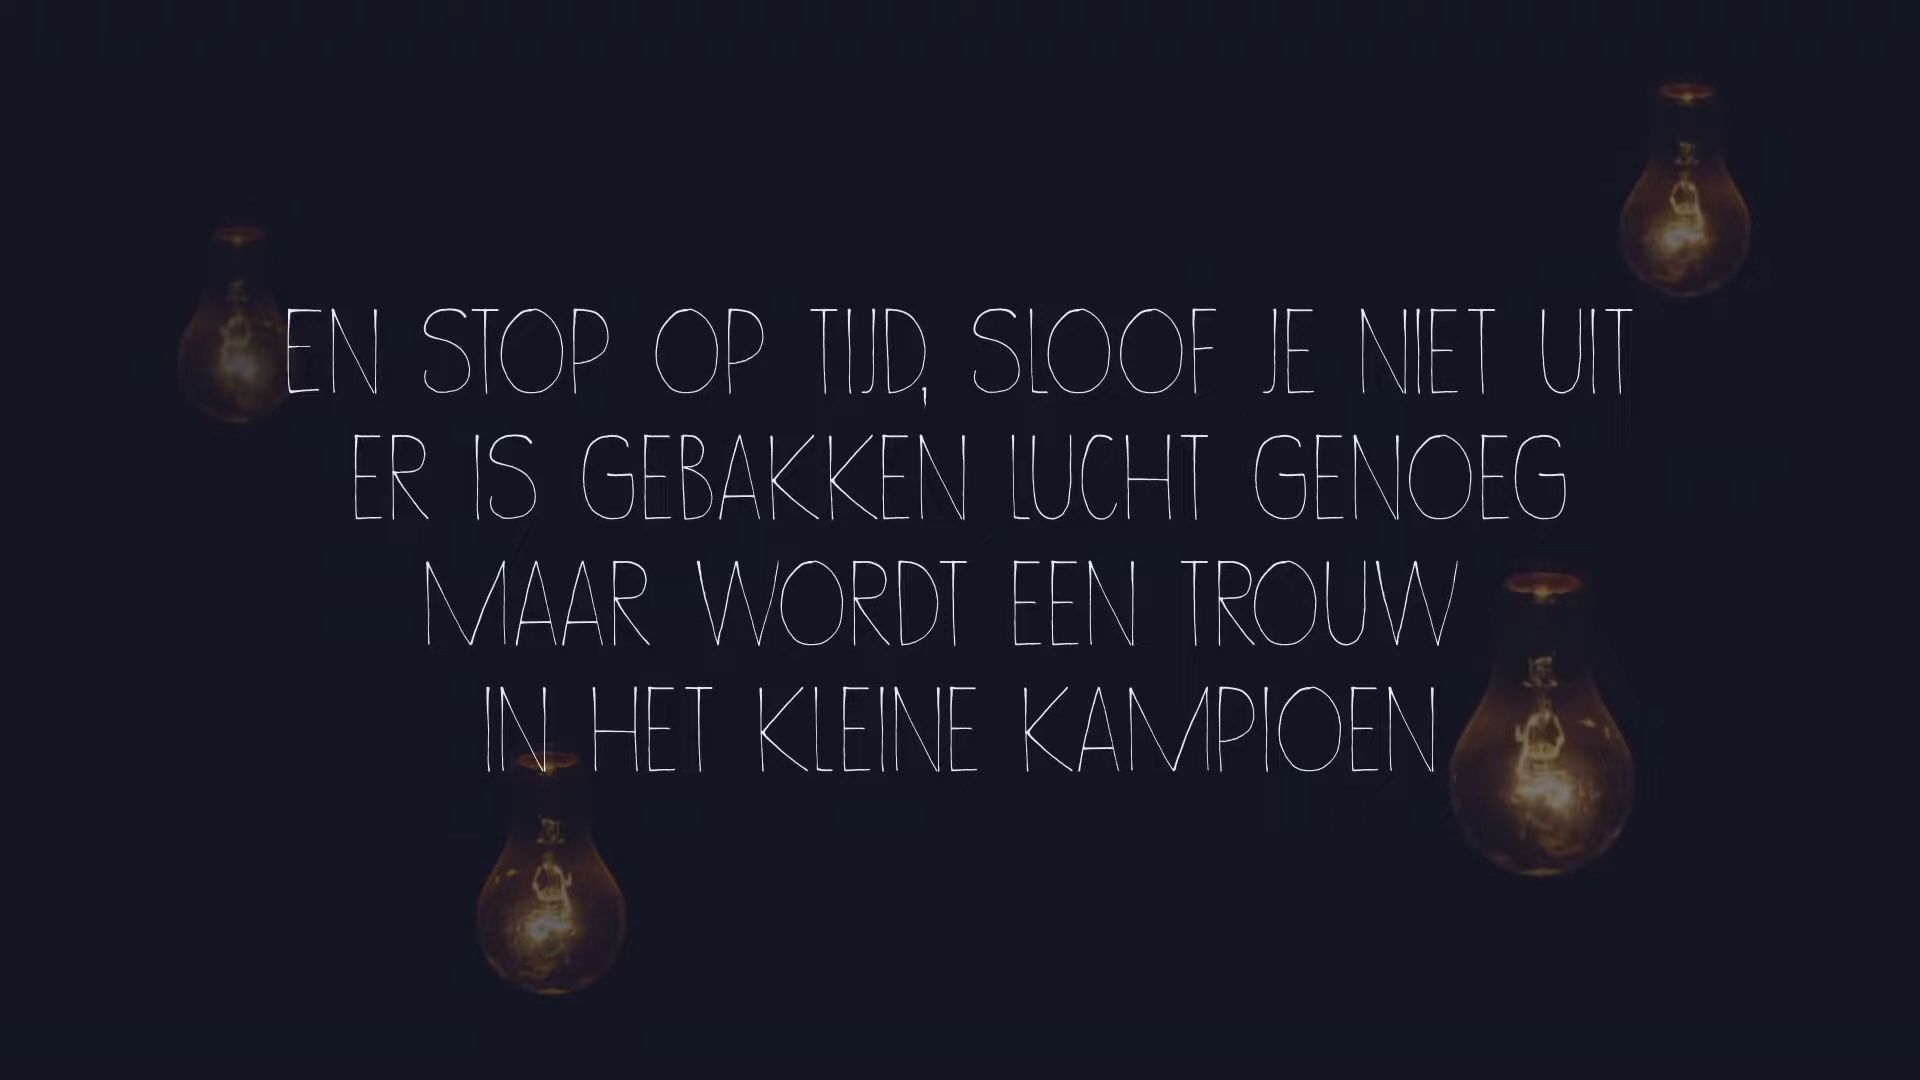 EN STOP OP TIJD, SLOOF JE NIET UIT
ER IS GEBAKKEN LUCHT GENOEG
MAAR WORDT EEN TROUW
IN HET KLEINE KAMPIOEN